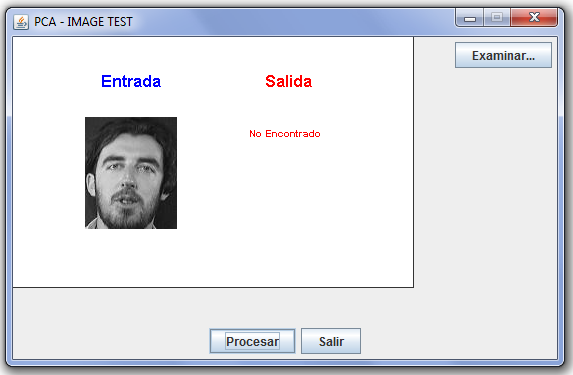 PCA - IMAGE TEST
Examinar...
Entrada
Salida
No Encontrado
Procesar
Salir